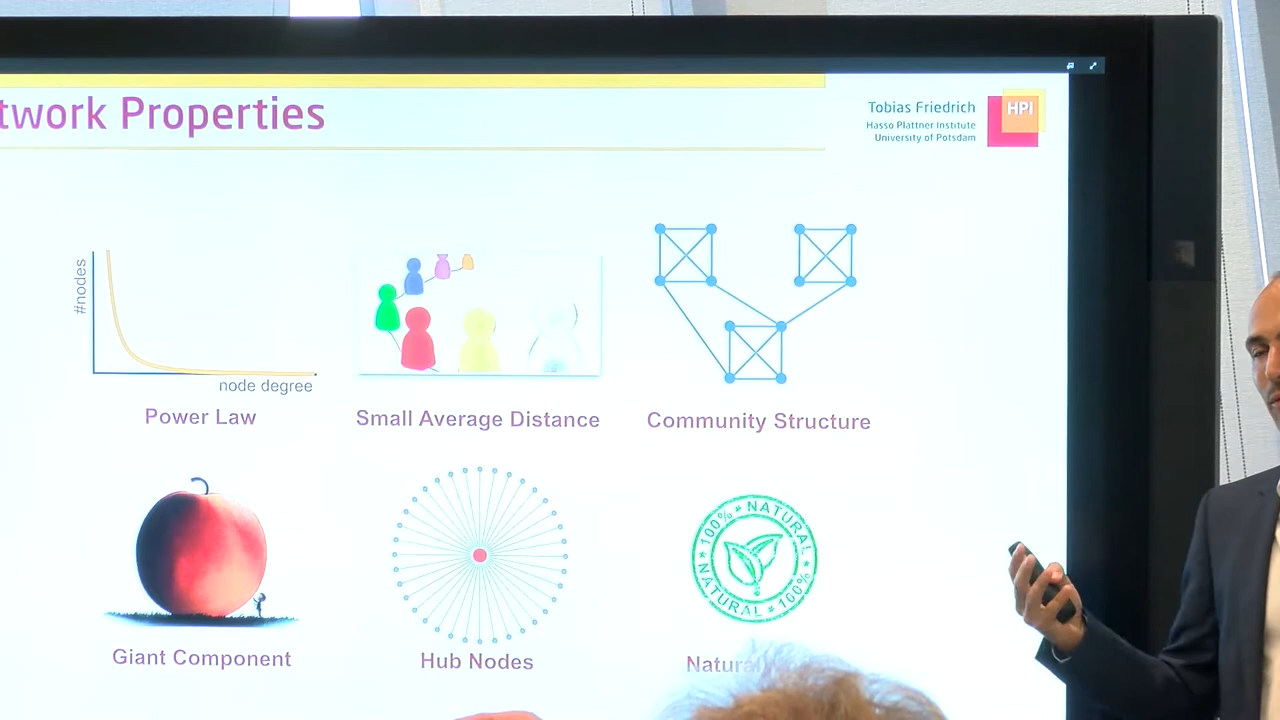 twork Properties
Tobias Friedrich
Hasso Plattner Institute
University of Potsdam
HPI
#nodes
node degree
Power Law
Small Average Distance
Community Structure
100% * NATURAL * 100% * NATURAL *
Giant Component
Hub Nodes
Natural